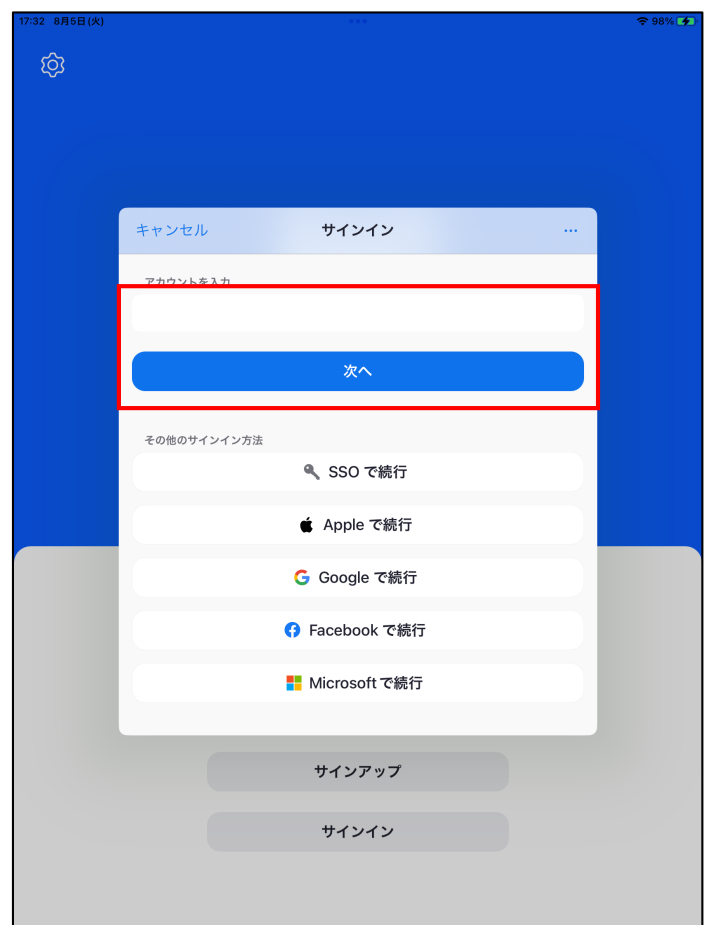 17:32 8月5日(火)
98%
キャンセル
サインイン
アカウントを入力
次へ
その他のサインイン方法
SSO で続行
Apple で続行
Google で続行
Facebook で続行
Microsoft で続行
サインアップ
サインイン